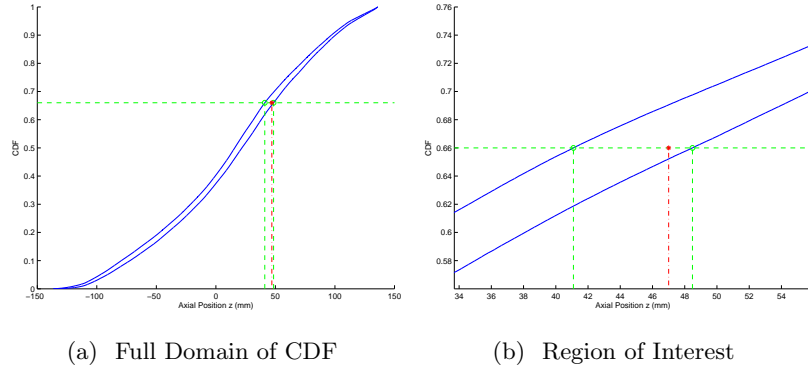 1
0.9
0.8
0.7
0.6
0.5
0.4
0.3
0.2
0.1
0
CDF
−150 −100 −50 0 50 100 150
Axial Position z (mm)
(a) Full Domain of CDF
0.76
0.74
0.72
0.7
0.68
0.66
0.64
0.62
0.6
0.58
CDF
34 36 38 40 42 44 46 48 50 52 54
Axial Position z (mm)
(b) Region of Interest